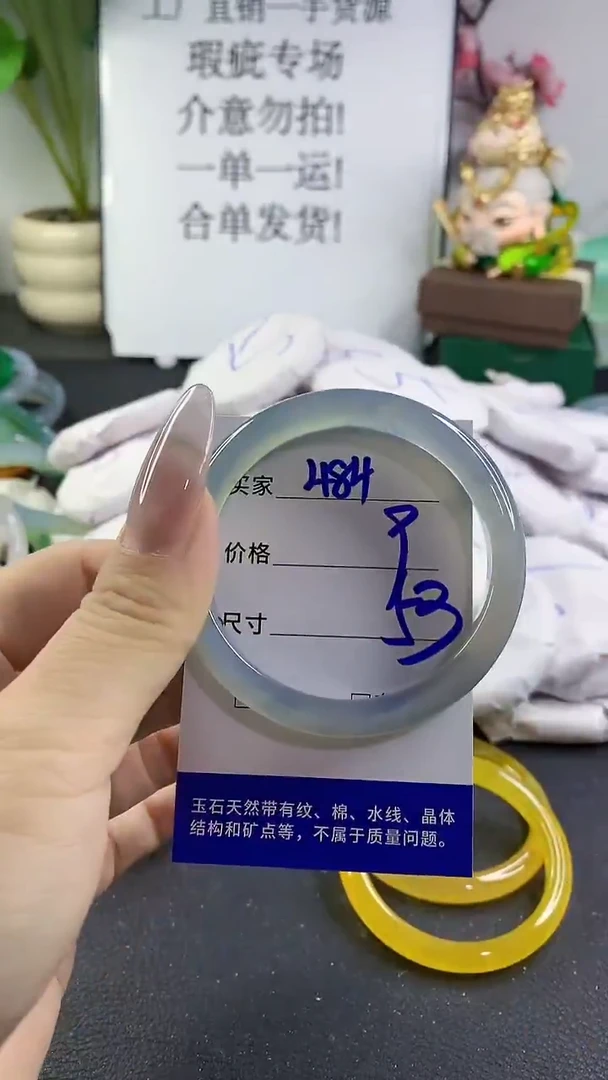 工厂直销一手货源
瑕疵专场
介意勿拍!
一单一运!
合单发货!
买家 484
价格
尺寸
玉石天然带有纹、棉、水线、晶体
结构和矿点等，不属于质量问题。